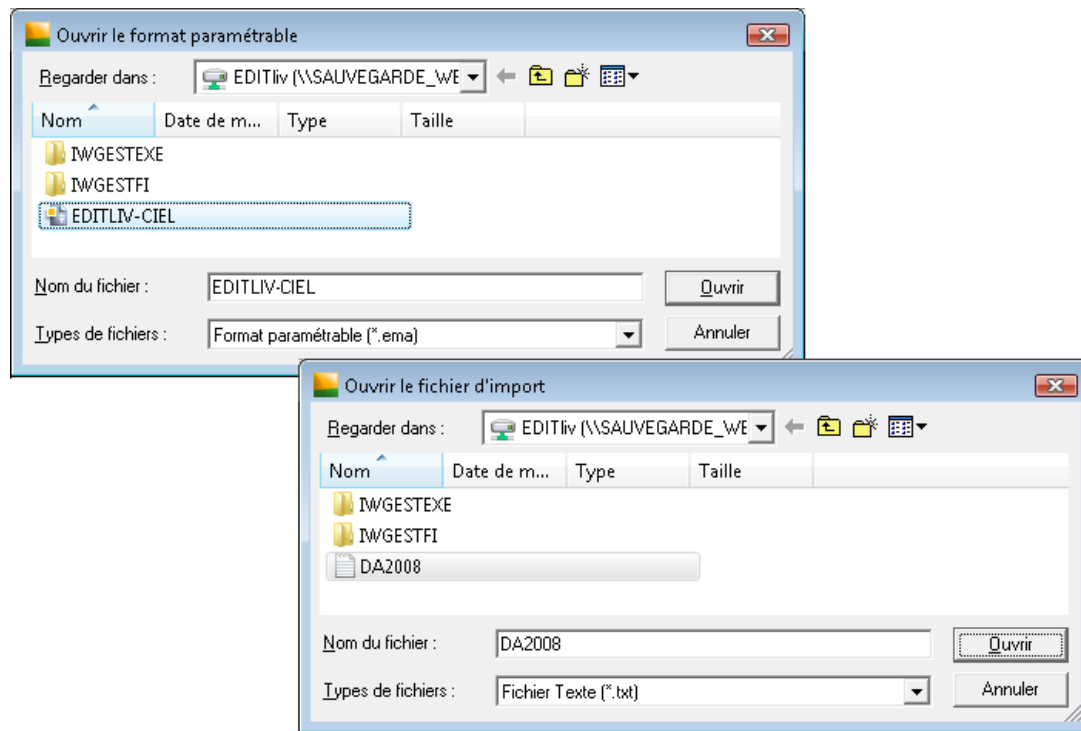 Ouvrir le format paramétrable
Regarder dans :
EDITliv (\\SAUVEGARDE_WE
Nom Date de m... Type Taille
IWGESTEXE
IWGESTFI
EDITLIV-CIEL
Nom du fichier : EDITLIV-CIEL Ouvrir
Types de fichiers : Format paramétrable (*.ema) Annuler
Ouvrir le fichier d'import
Regarder dans : EDITliv (\\SAUVEGARDE_WE
Nom Date de m... Type Taille
IWGESTEXE
IWGESTFI
DA2008
Nom du fichier : DA2008 Ouvrir
Types de fichiers : Fichier Texte (*.txt) Annuler